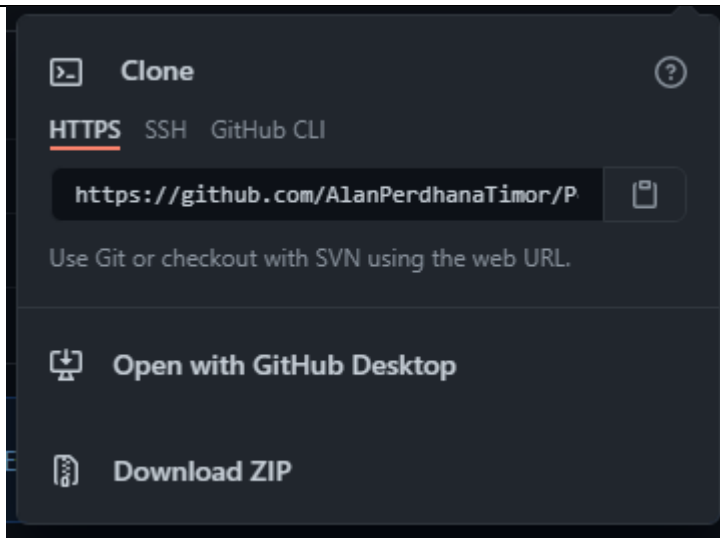 Clone
HTTPS SSH GitHub CLI
https://github.com/AlanPerdhanaTimor/P
Use Git or checkout with SVN using the web URL.
Open with GitHub Desktop
Download ZIP